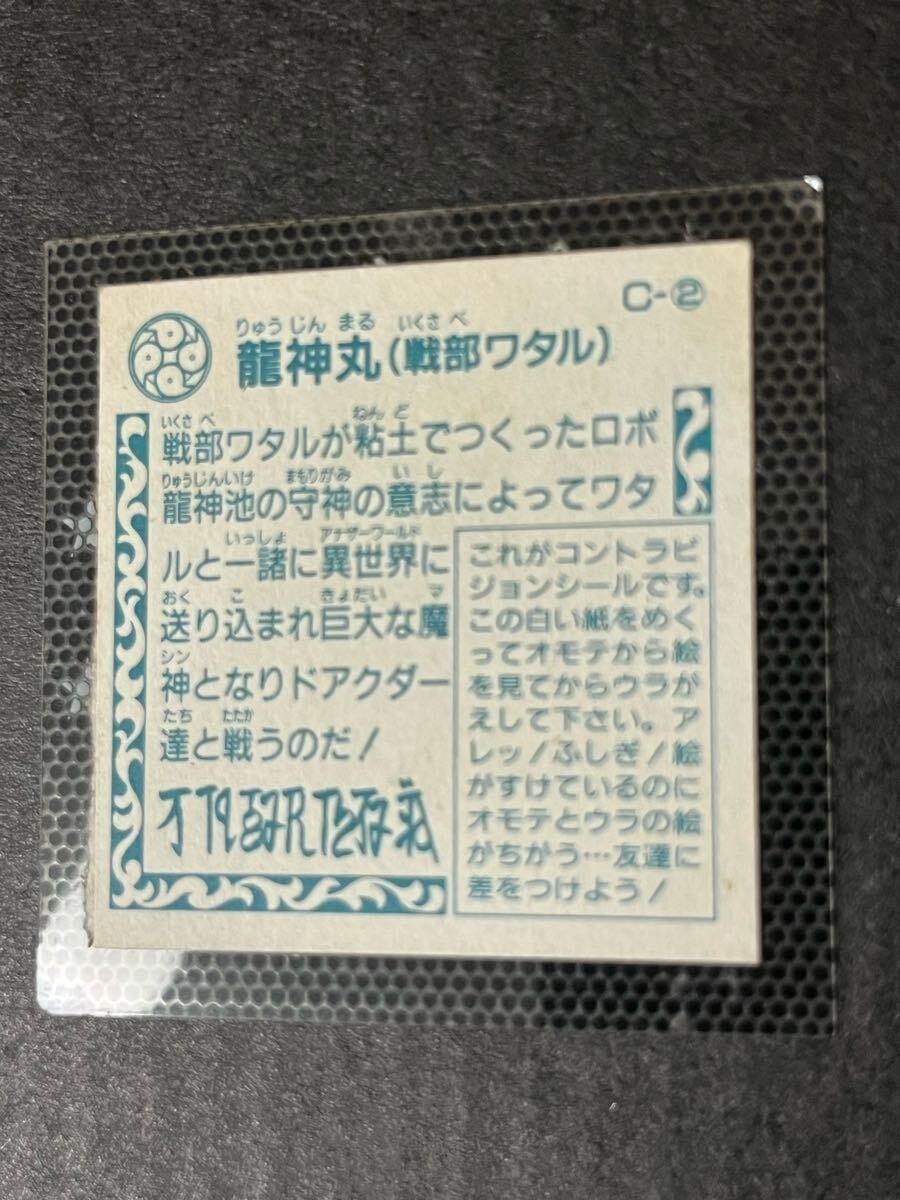 C-②
龍神丸(戦部ワタル)
りゅうじんまる いくさべ
戦部ワタルが粘土でつくったロボ
いくさべ ねんど
龍神池の守神の意志によってワタ
りゅうじんいけ まもりがみ いし
ルと一諸に異世界に
いっしょ アナザーワールド
送り込まれ巨大な魔
おく こ きょだい マ
神となりドアクダー
シン
達と戦うのだ!
たち たたか
これがコントラビ
ジョンシールです。
この白い紙をめく
ってオモテから絵
を見てからウラが
えして下さい。ア
レッ!ふしぎ!絵
がすけているのに
オモテとウラの絵
がちがう…友達に
差をつけよう!